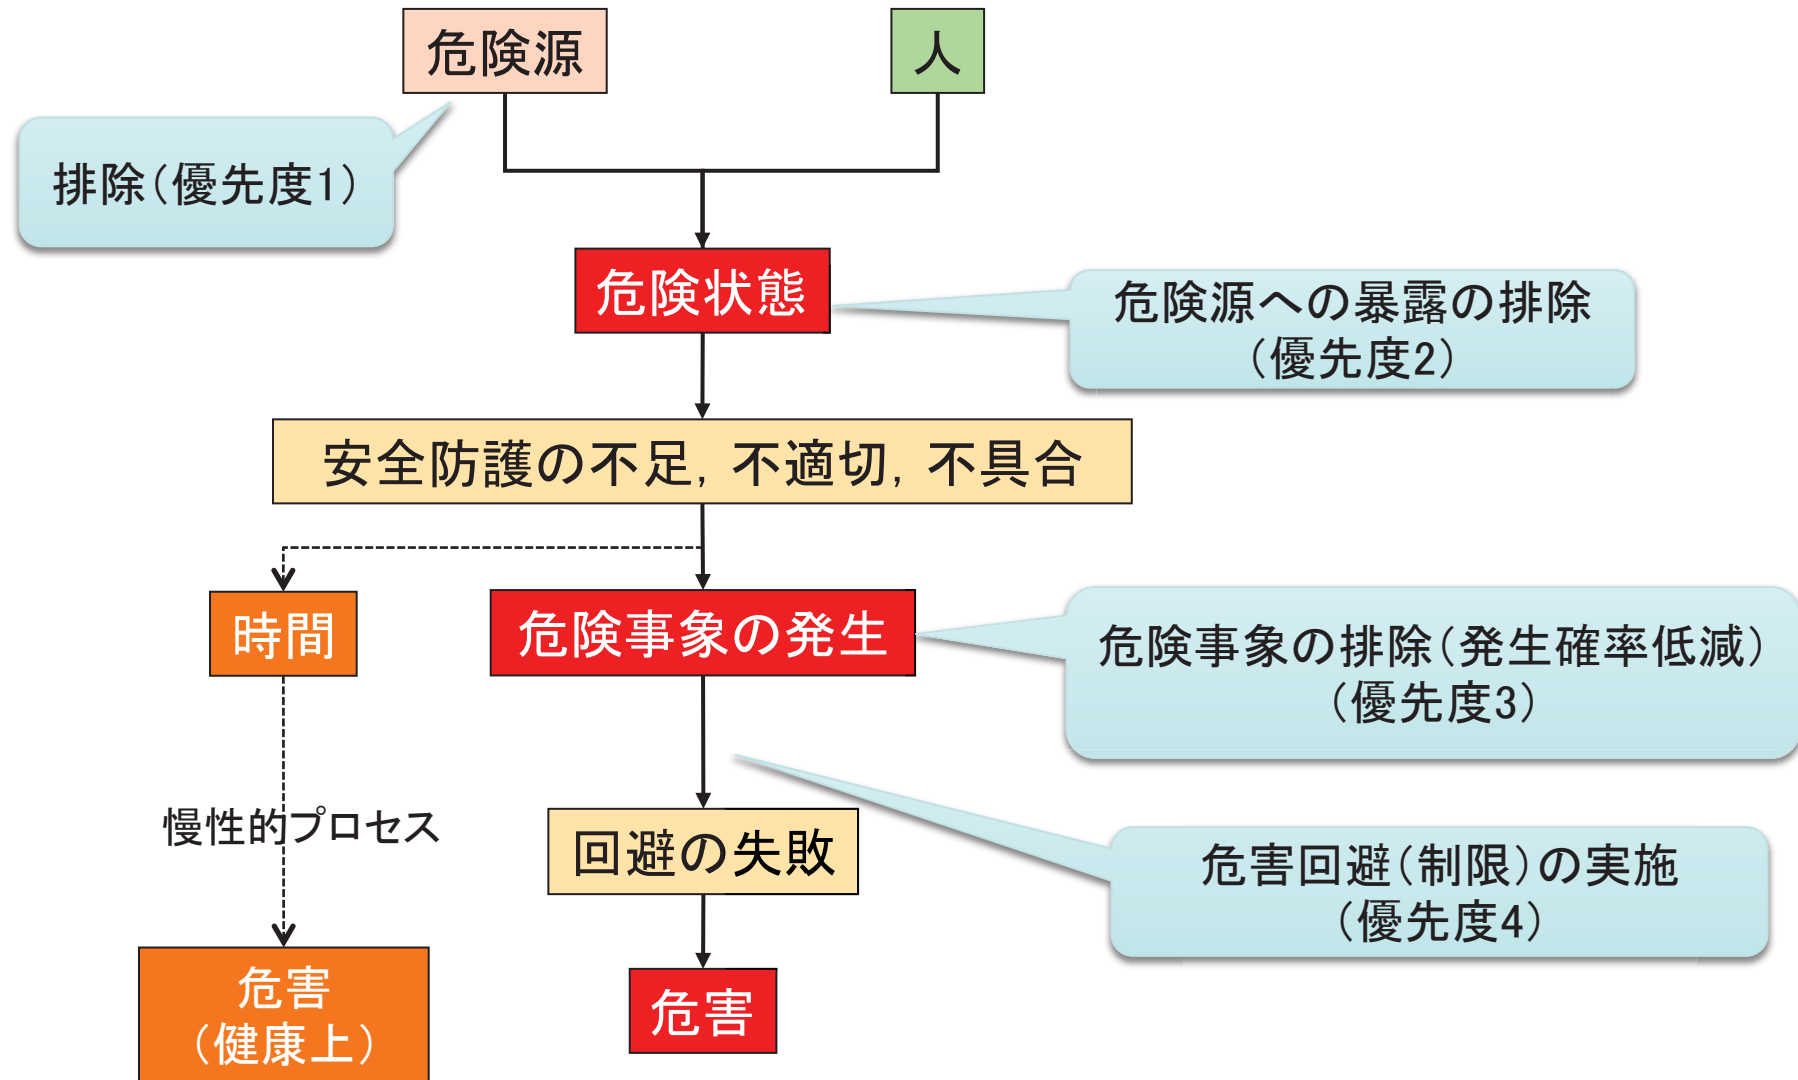 危険源
人
排除(優先度1)
危険状態
危険源への暴露の排除
(優先度2)
安全防護の不足, 不適切, 不具合
時間
危険事象の発生
危険事象の排除(発生確率低減)
(優先度3)
慢性的プロセス
回避の失敗
危害回避(制限)の実施
(優先度4)
危害
(健康上)
危害